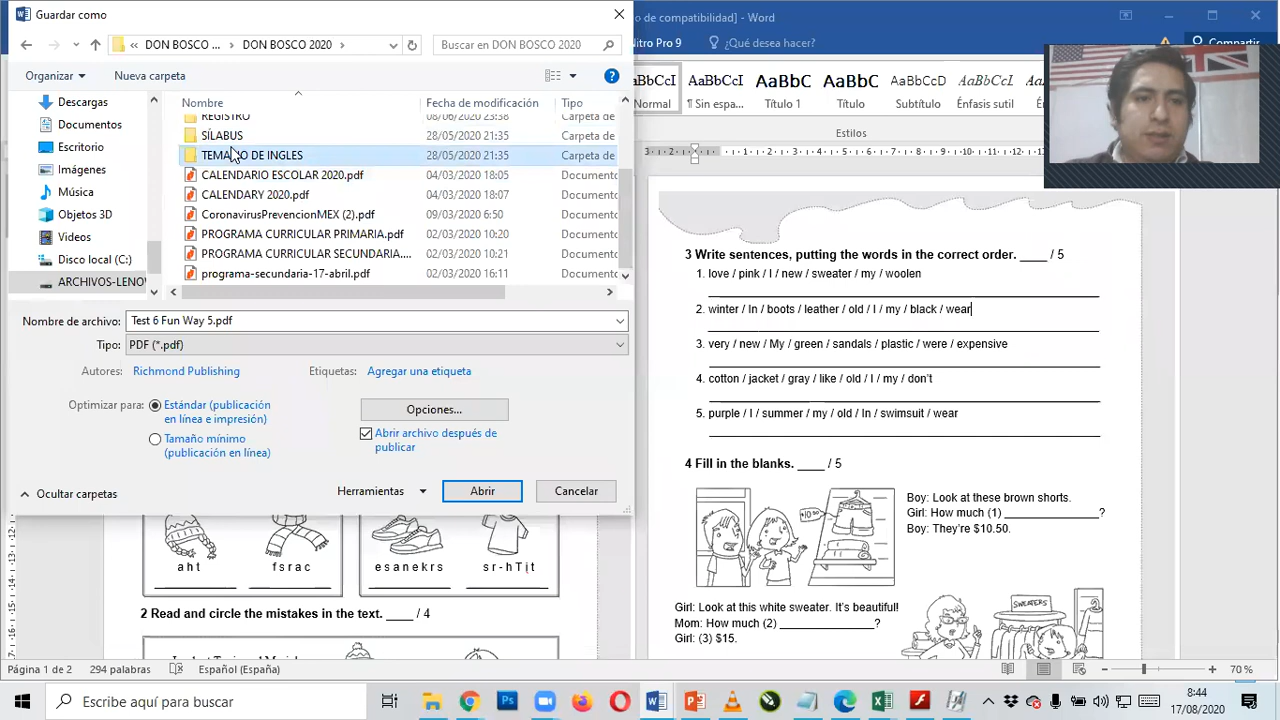 Guardar como
o de compatibilidad] - Word
DON BOSCO ... > DON BOSCO 2020 >
Buscar en DON BOSCO 2020
Nitro Pro 9
¿Qué desea hacer?
Compartir
Organizar
Nueva carpeta
Descargas
Documentos
Escritorio
Imágenes
Música
Objetos 3D
Videos
Disco local (C:)
ARCHIVOS-LENO
Nombre
Fecha de modificación
Tipo
REGISTRO
08/06/2020 23:38
Carpeta de
SÍLABUS
28/05/2020 21:35
Carpeta de
TEMARIO DE INGLES
28/05/2020 21:35
Carpeta de
CALENDARIO ESCOLAR 2020.pdf
04/03/2020 18:05
Documento
CALENDARY 2020.pdf
04/03/2020 18:07
Documento
CoronavirusPrevencionMEX (2).pdf
09/03/2020 6:50
Documento
PROGRAMA CURRICULAR PRIMARIA.pdf
02/03/2020 10:20
Documento
PROGRAMA CURRICULAR SECUNDARIA....
02/03/2020 10:21
Documento
programa-secundaria-17-abril.pdf
02/03/2020 16:11
Documento
Nombre de archivo: Test 6 Fun Way 5.pdf
Tipo: PDF (*.pdf)
Autores: Richmond Publishing
Etiquetas: Agregar una etiqueta
Optimizar para:
Estándar (publicación
en línea e impresión)
Tamaño mínimo
(publicación en línea)
Opciones...
Abrir archivo después de
publicar
Ocultar carpetas
Herramientas
Abrir
Cancelar
AaBbCcI
Normal
AaBbCcI
¶ Sin espa...
AaBbC
Título 1
AaBbC
Título
AaBbCcD
Subtítulo
AaBbCcI
Énfasis sutil
Estilos
3 Write sentences, putting the words in the correct order. ____ / 5
1. love / pink / I / new / sweater / my / woolen
2. winter / In / boots / leather / old / I / my / black / wear
3. very / new / My / green / sandals / plastic / were / expensive
4. cotton / jacket / gray / like / old / I / my / don't
5. purple / I / summer / my / old / In / swimsuit / wear
4 Fill in the blanks. ____ / 5
$10.50
Boy: Look at these brown shorts.
Girl: How much (1) ________________?
Boy: They're $10.50.
Girl: Look at this white sweater. It's beautiful!
Mom: How much (2) ________________?
Girl: (3) $15.
SWEATERS
a h t
f s r a c
e s a n e k r s
s r - h T i t
2 Read and circle the mistakes in the text. ____ / 4
Página 1 de 2
294 palabras
Español (España)
70 %
Escribe aquí para buscar
8:44
17/08/2020